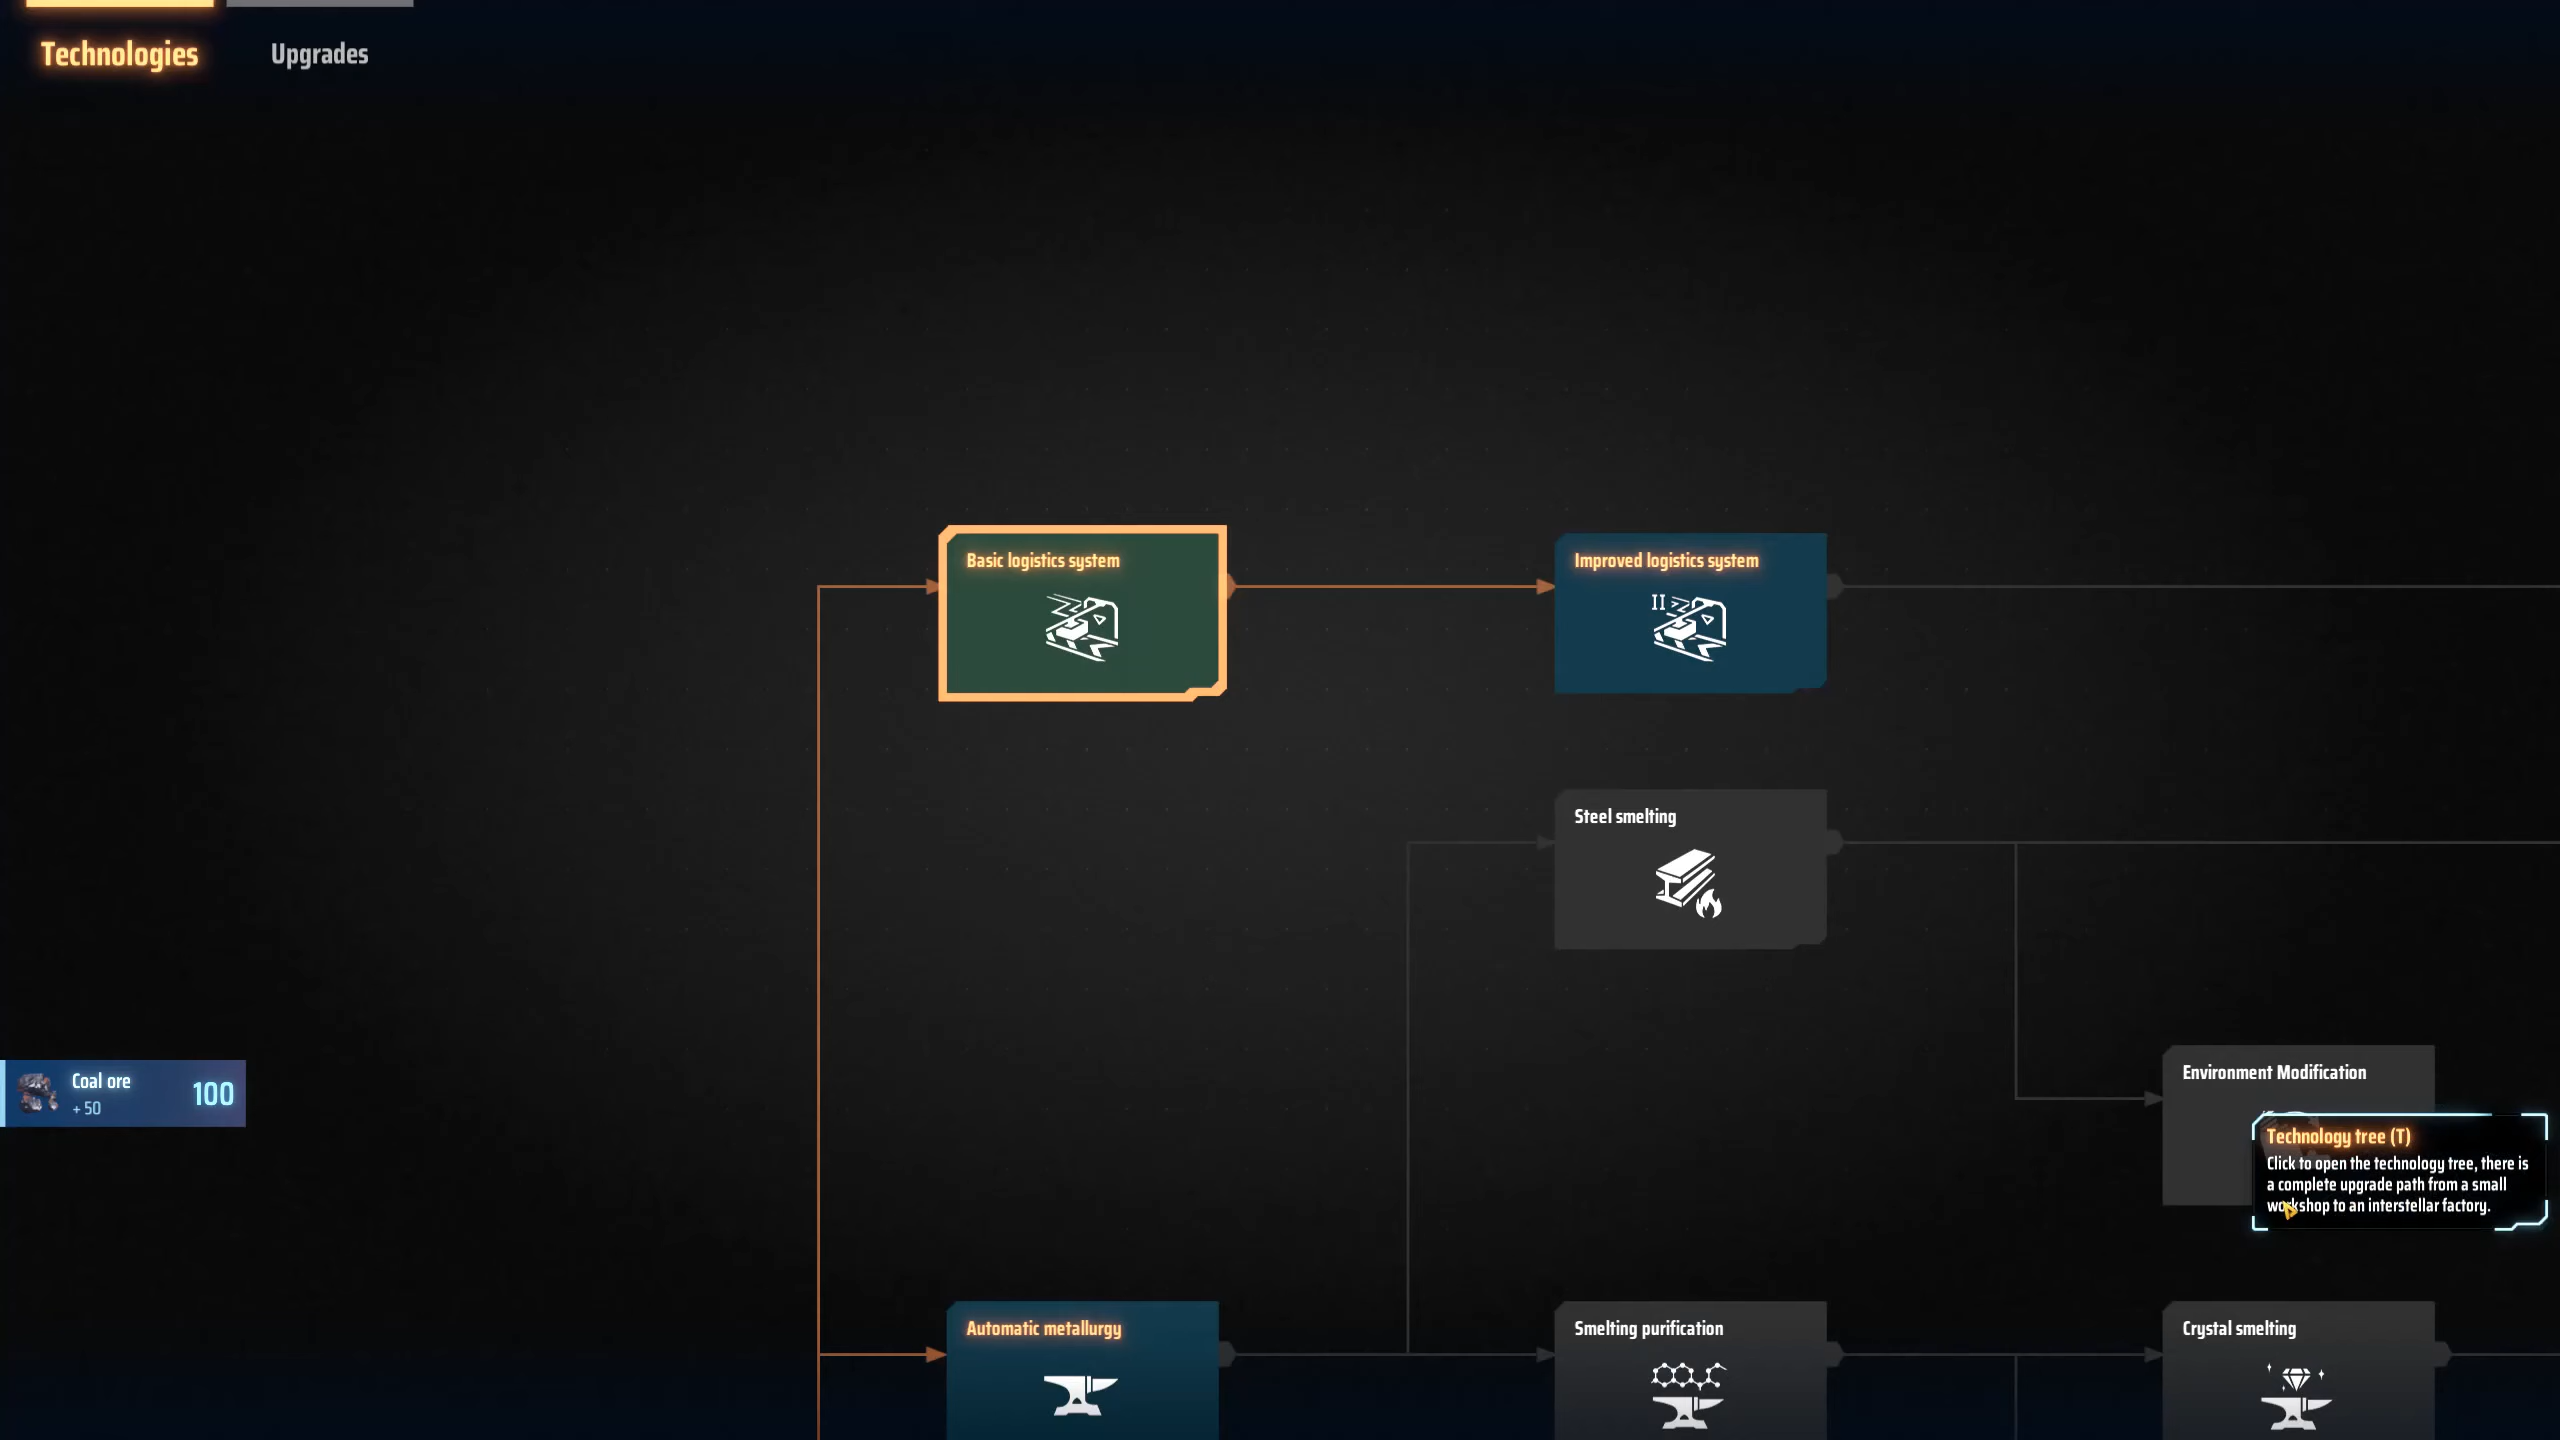 Technologies
Upgrades
Basic logistics system
Improved logistics system
II
Steel smelting
Environment Modification
Coal ore
+ 50
100
Technology tree (T)
Click to open the technology tree, there is
a complete upgrade path from a small
workshop to an interstellar factory.
Automatic metallurgy
Smelting purification
Crystal smelting